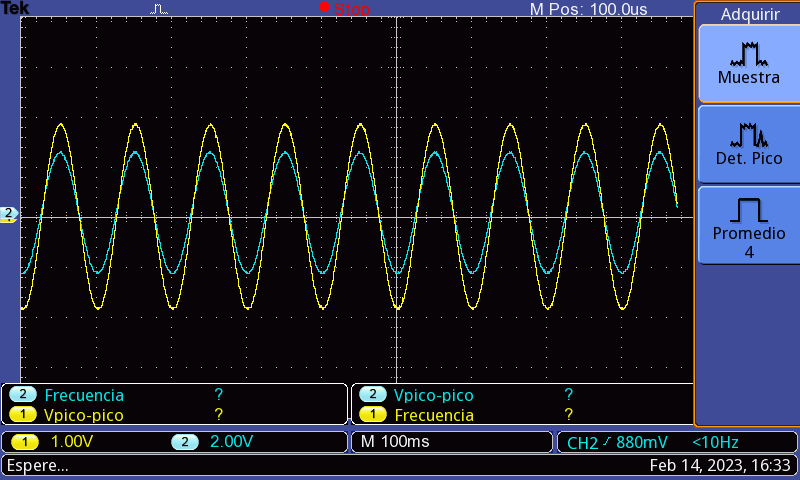 Tek Stop M Pos: 100.0us
Adquirir
Muestra
Det. Pico
Promedio
4
2
2 Frecuencia ?
1 Vpico-pico ?
2 Vpico-pico ?
1 Frecuencia ?
1 1.00V 2 2.00V M 100ms CH2 880mV <10Hz
Espere... Feb 14, 2023, 16:33